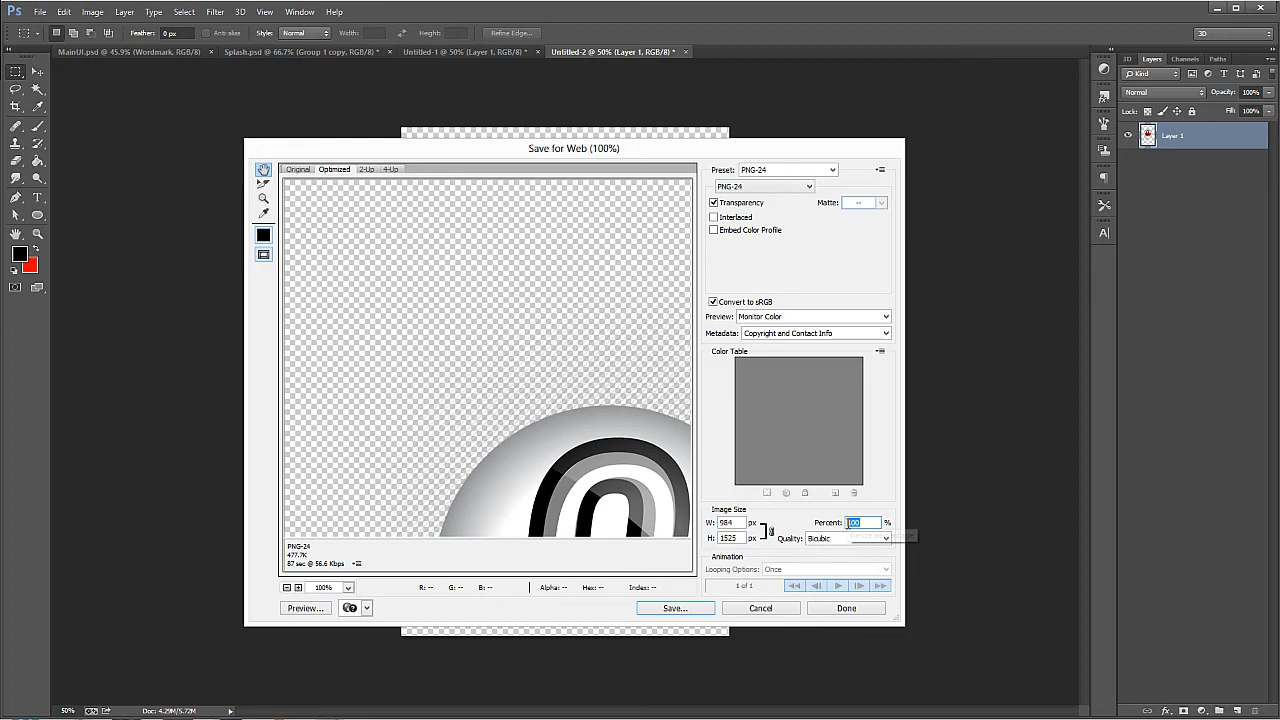 Ps File Edit Image Layer Type Select Filter 3D View Window Help
Feather: 0 px Anti-alias Style: Normal Width: Height: Refine Edge... 3D
MainUI.psd @ 45.9% (Wordmark, RGB/8) × Splash.psd @ 66.7% (Group 1 copy, RGB/8) * × Untitled-1 @ 50% (Layer 1, RGB/8) * × Untitled-2 @ 50% (Layer 1, RGB/8) * ×
3D Layers Channels Paths
Kind
Normal Opacity: 100%
Lock: Fill: 100%
Layer 1
Save for Web (100%)
Original Optimized 2-Up 4-Up
Preset: PNG-24
PNG-24
Transparency Matte: --
Interlaced
Embed Color Profile
Convert to sRGB
Preview: Monitor Color
Metadata: Copyright and Contact Info
Color Table
Image Size
W: 984 px Percent: 100 %
H: 1525 px Quality: Bicubic
Animation
Looping Options: Once
1 of 1
PNG-24
477.7K
87 sec @ 56.6 Kbps
100% R: -- G: -- B: -- Alpha: -- Hex: -- Index: --
Preview... Save... Cancel Done
50% Doc: 4.29M/5.72M